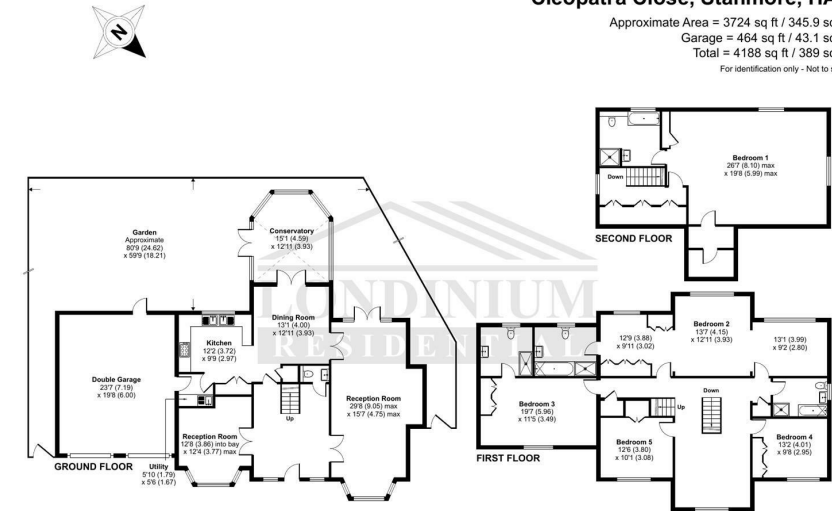 Cleopatra Close, Stanmore, HA
Approximate Area = 3724 sq ft / 345.9 sq
Garage = 464 sq ft / 43.1 sq
Total = 4188 sq ft / 389 sq
For identification only - Not to s
N
Bedroom 1
26'7 (8.10) max
x 19'8 (5.99) max
Down
SECOND FLOOR
Garden
Approximate
80'9 (24.62)
x 59'9 (18.21)
Conservatory
15'1 (4.59)
x 12'11 (3.93)
LONDINIUM
RESIDENTIAL
Dining Room
13'1 (4.00)
x 12'11 (3.93)
Kitchen
12'2 (3.72)
x 9'9 (2.97)
Double Garage
23'7 (7.19)
x 19'8 (6.00)
Reception Room
29'8 (9.05) max
x 15'7 (4.75) max
Reception Room
12'8 (3.86) into bay
x 12'4 (3.77) max
Up
GROUND FLOOR
Utility
5'10 (1.79)
x 5'6 (1.67)
Bedroom 2
13'7 (4.15)
x 12'11 (3.93)
12'9 (3.88)
x 9'11 (3.02)
13'1 (3.99)
x 9'2 (2.80)
Bedroom 3
19'7 (5.96)
x 11'5 (3.49)
Down
Up
Bedroom 5
12'6 (3.80)
x 10'1 (3.08)
Bedroom 4
13'2 (4.01)
x 9'8 (2.95)
FIRST FLOOR